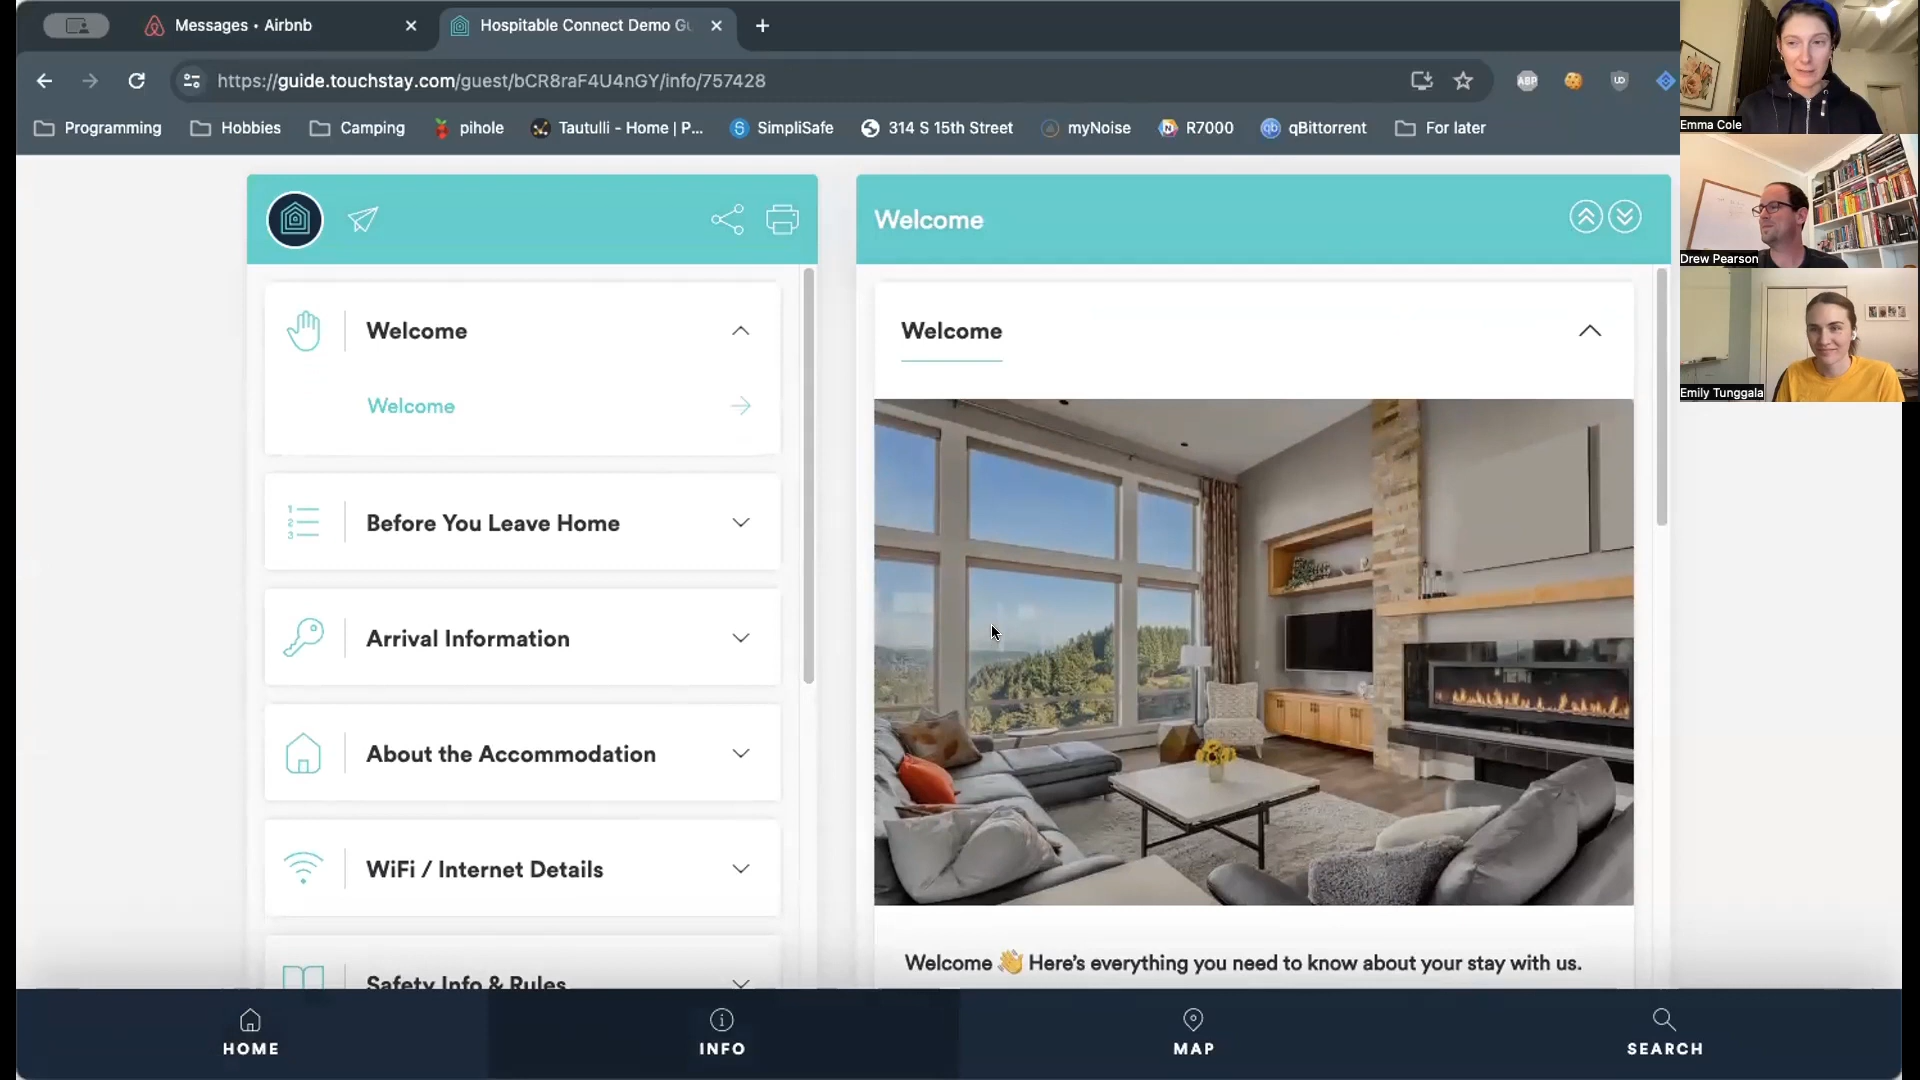 Messages • Airbnb
Hospitable Connect Demo Gu
https://guide.touchstay.com/guest/bCR8raF4U4nGY/info/757428
ABP
UD
Programming
Hobbies
Camping
pihole
Tautulli - Home | P...
SimpliSafe
314 S 15th Street
myNoise
R7000
qb
qBittorrent
For later
Emma Cole
Drew Pearson
Emily Tunggala
Welcome
Welcome
Before You Leave Home
Arrival Information
About the Accommodation
WiFi / Internet Details
Safety Info & Rules
Welcome
Welcome
Welcome 👋 Here's everything you need to know about your stay with us.
HOME
INFO
MAP
SEARCH